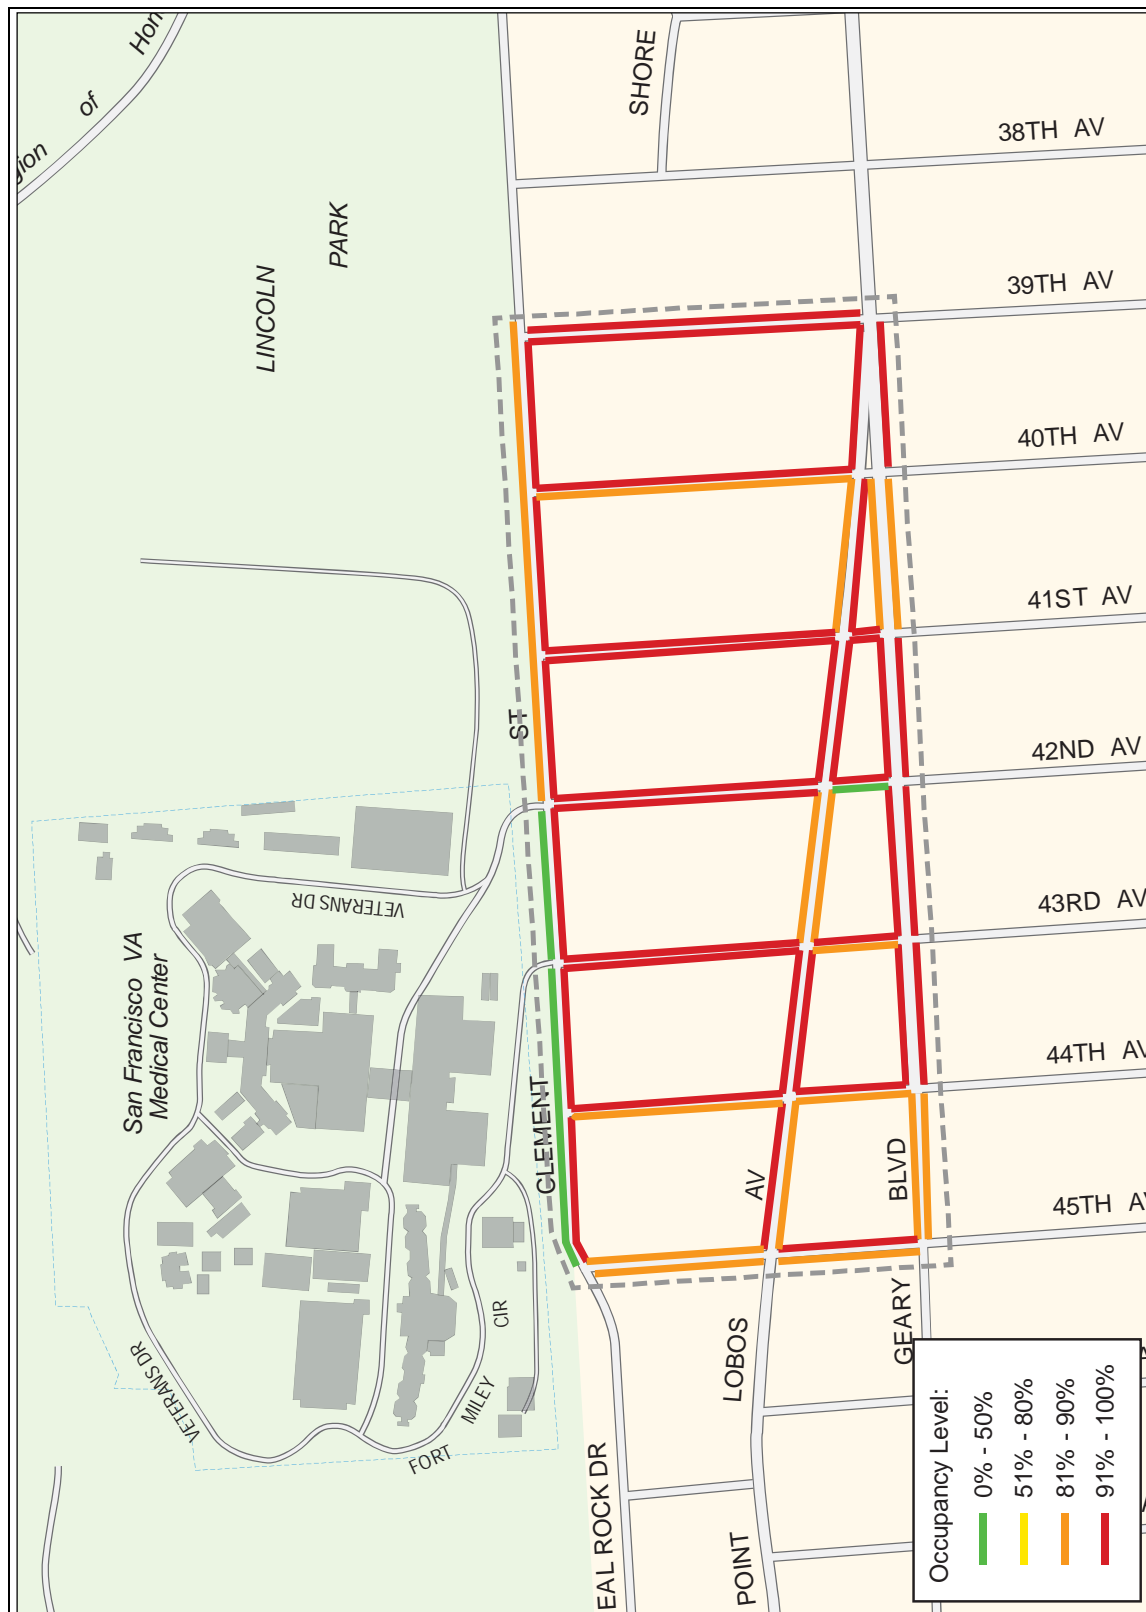 Hon
of
gion
LINCOLN
PARK
SHORE
38TH AV
39TH AV
40TH AV
41ST AV
42ND AV
43RD AV
44TH AV
45TH AV
ST
CLEMENT
VETERANS DR
San Francisco VA
Medical Center
VETERANS DR
FORT
MILEY
CIR
EAL ROCK DR
POINT
LOBOS
AV
GEARY
BLVD
Occupancy Level:
0% - 50%
51% - 80%
81% - 90%
91% - 100%